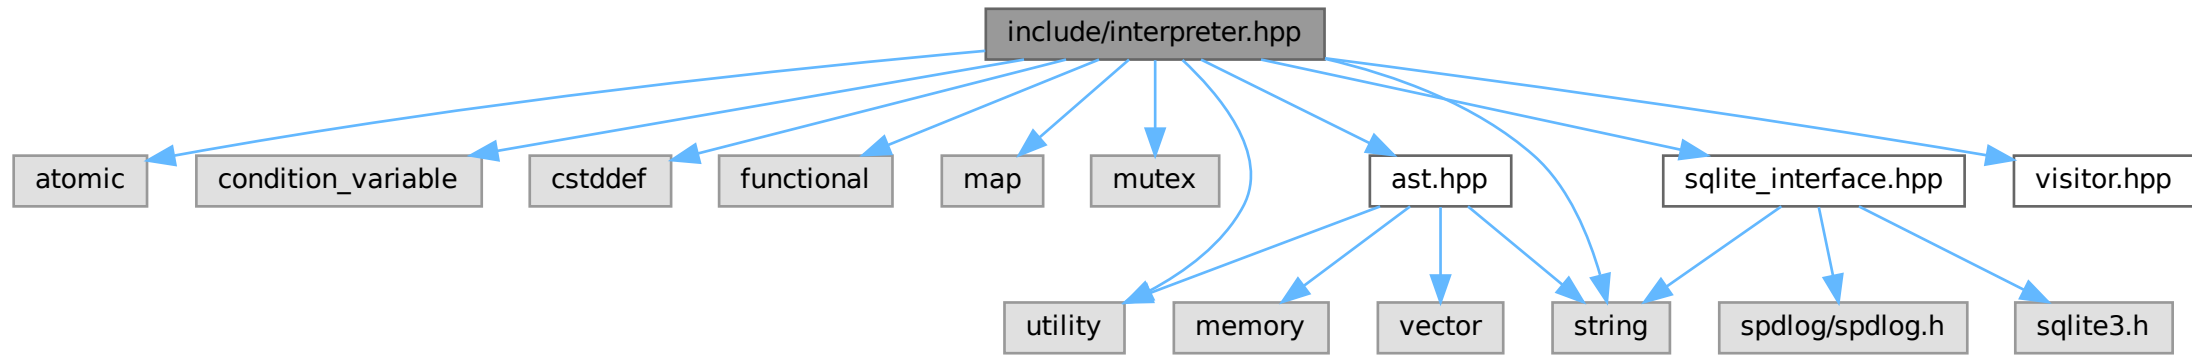 include/interpreter.hpp
atomic
condition_variable
cstddef
functional
map
mutex
ast.hpp
sqlite_interface.hpp
visitor.hpp
utility
memory
vector
string
spdlog/spdlog.h
sqlite3.h